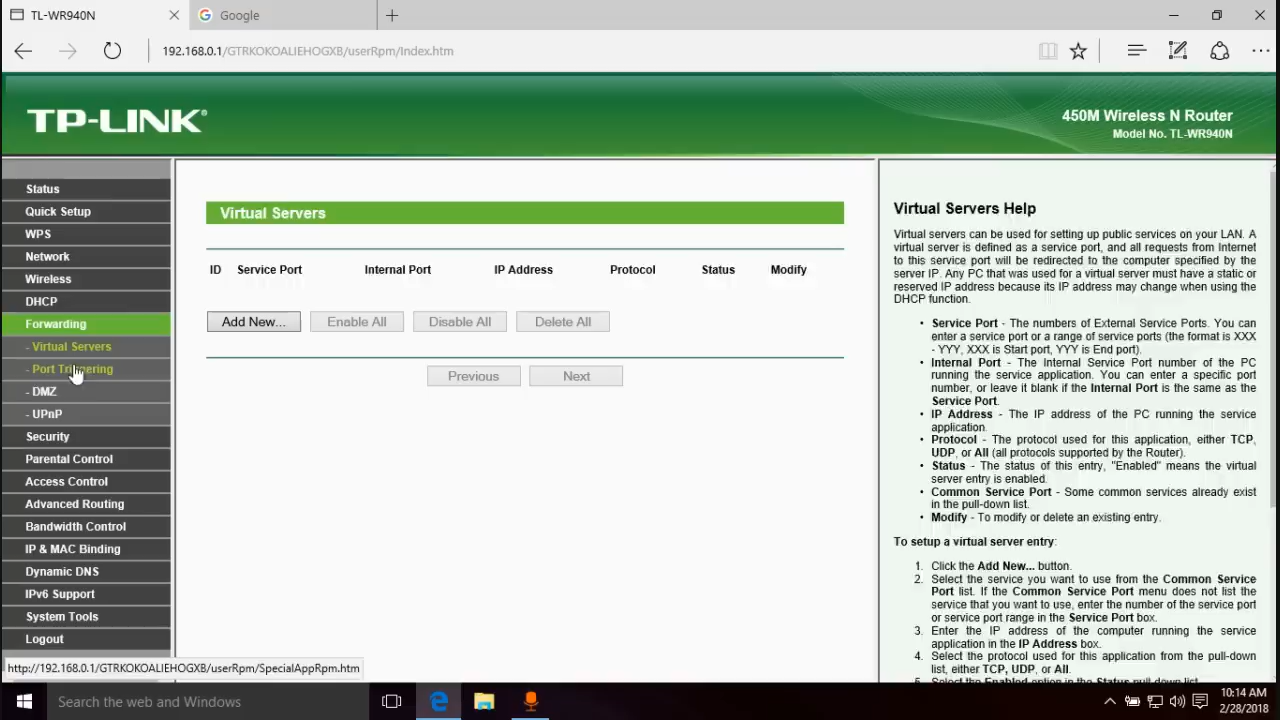 TL-WR940N
Google
192.168.0.1/GTRKOKOALIEHOGXB/userRpm/Index.htm
TP-LINK®
450M Wireless N Router
Model No. TL-WR940N
Status
Quick Setup
WPS
Network
Wireless
DHCP
Forwarding
- Virtual Servers
- Port Triggering
- DMZ
- UPnP
Security
Parental Control
Access Control
Advanced Routing
Bandwidth Control
IP & MAC Binding
Dynamic DNS
IPv6 Support
System Tools
Logout
Virtual Servers
ID Service Port Internal Port IP Address Protocol Status Modify
Add New... Enable All Disable All Delete All
Previous Next
Virtual Servers Help
Virtual servers can be used for setting up public services on your LAN. A
virtual server is defined as a service port, and all requests from Internet
to this service port will be redirected to the computer specified by the
server IP. Any PC that was used for a virtual server must have a static or
reserved IP address because its IP address may change when using the
DHCP function.
• Service Port - The numbers of External Service Ports. You can
enter a service port or a range of service ports (the format is XXX
- YYY, XXX is Start port, YYY is End port).
• Internal Port - The Internal Service Port number of the PC
running the service application. You can enter a specific port
number, or leave it blank if the Internal Port is the same as the
Service Port.
• IP Address - The IP address of the PC running the service
application.
• Protocol - The protocol used for this application, either TCP,
UDP, or All (all protocols supported by the Router).
• Status - The status of this entry, "Enabled" means the virtual
server entry is enabled.
• Common Service Port - Some common services already exist
in the pull-down list.
• Modify - To modify or delete an existing entry.
To setup a virtual server entry:
1. Click the Add New... button.
2. Select the service you want to use from the Common Service
Port list. If the Common Service Port menu does not list the
service that you want to use, enter the number of the service port
or service port range in the Service Port box.
3. Enter the IP address of the computer running the service
application in the IP Address box.
4. Select the protocol used for this application from the pull-down
list, either TCP, UDP, or All.
5. Select the Enabled option in the Status pull-down list.
http://192.168.0.1/GTRKOKOALIEHOGXB/userRpm/SpecialAppRpm.htm
Search the web and Windows
10:14 AM
2/28/2018